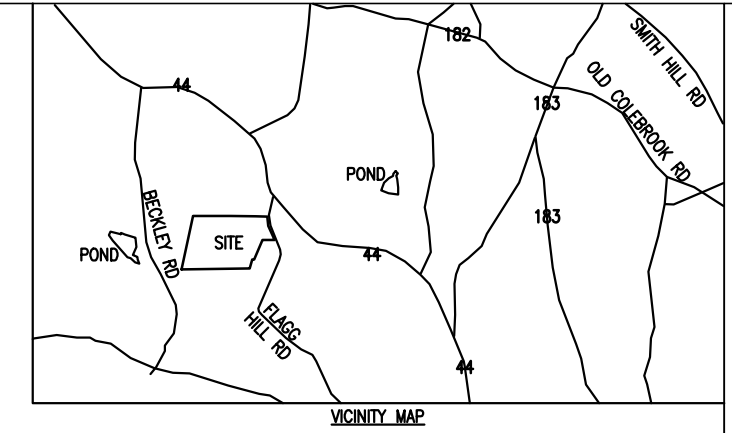 182
SMITH HILL RD
44
OLD COLEBROOK RD
183
POND
BECKLEY RD
183
SITE
POND
44
FLAGG
HILL RD
44
VICINITY MAP